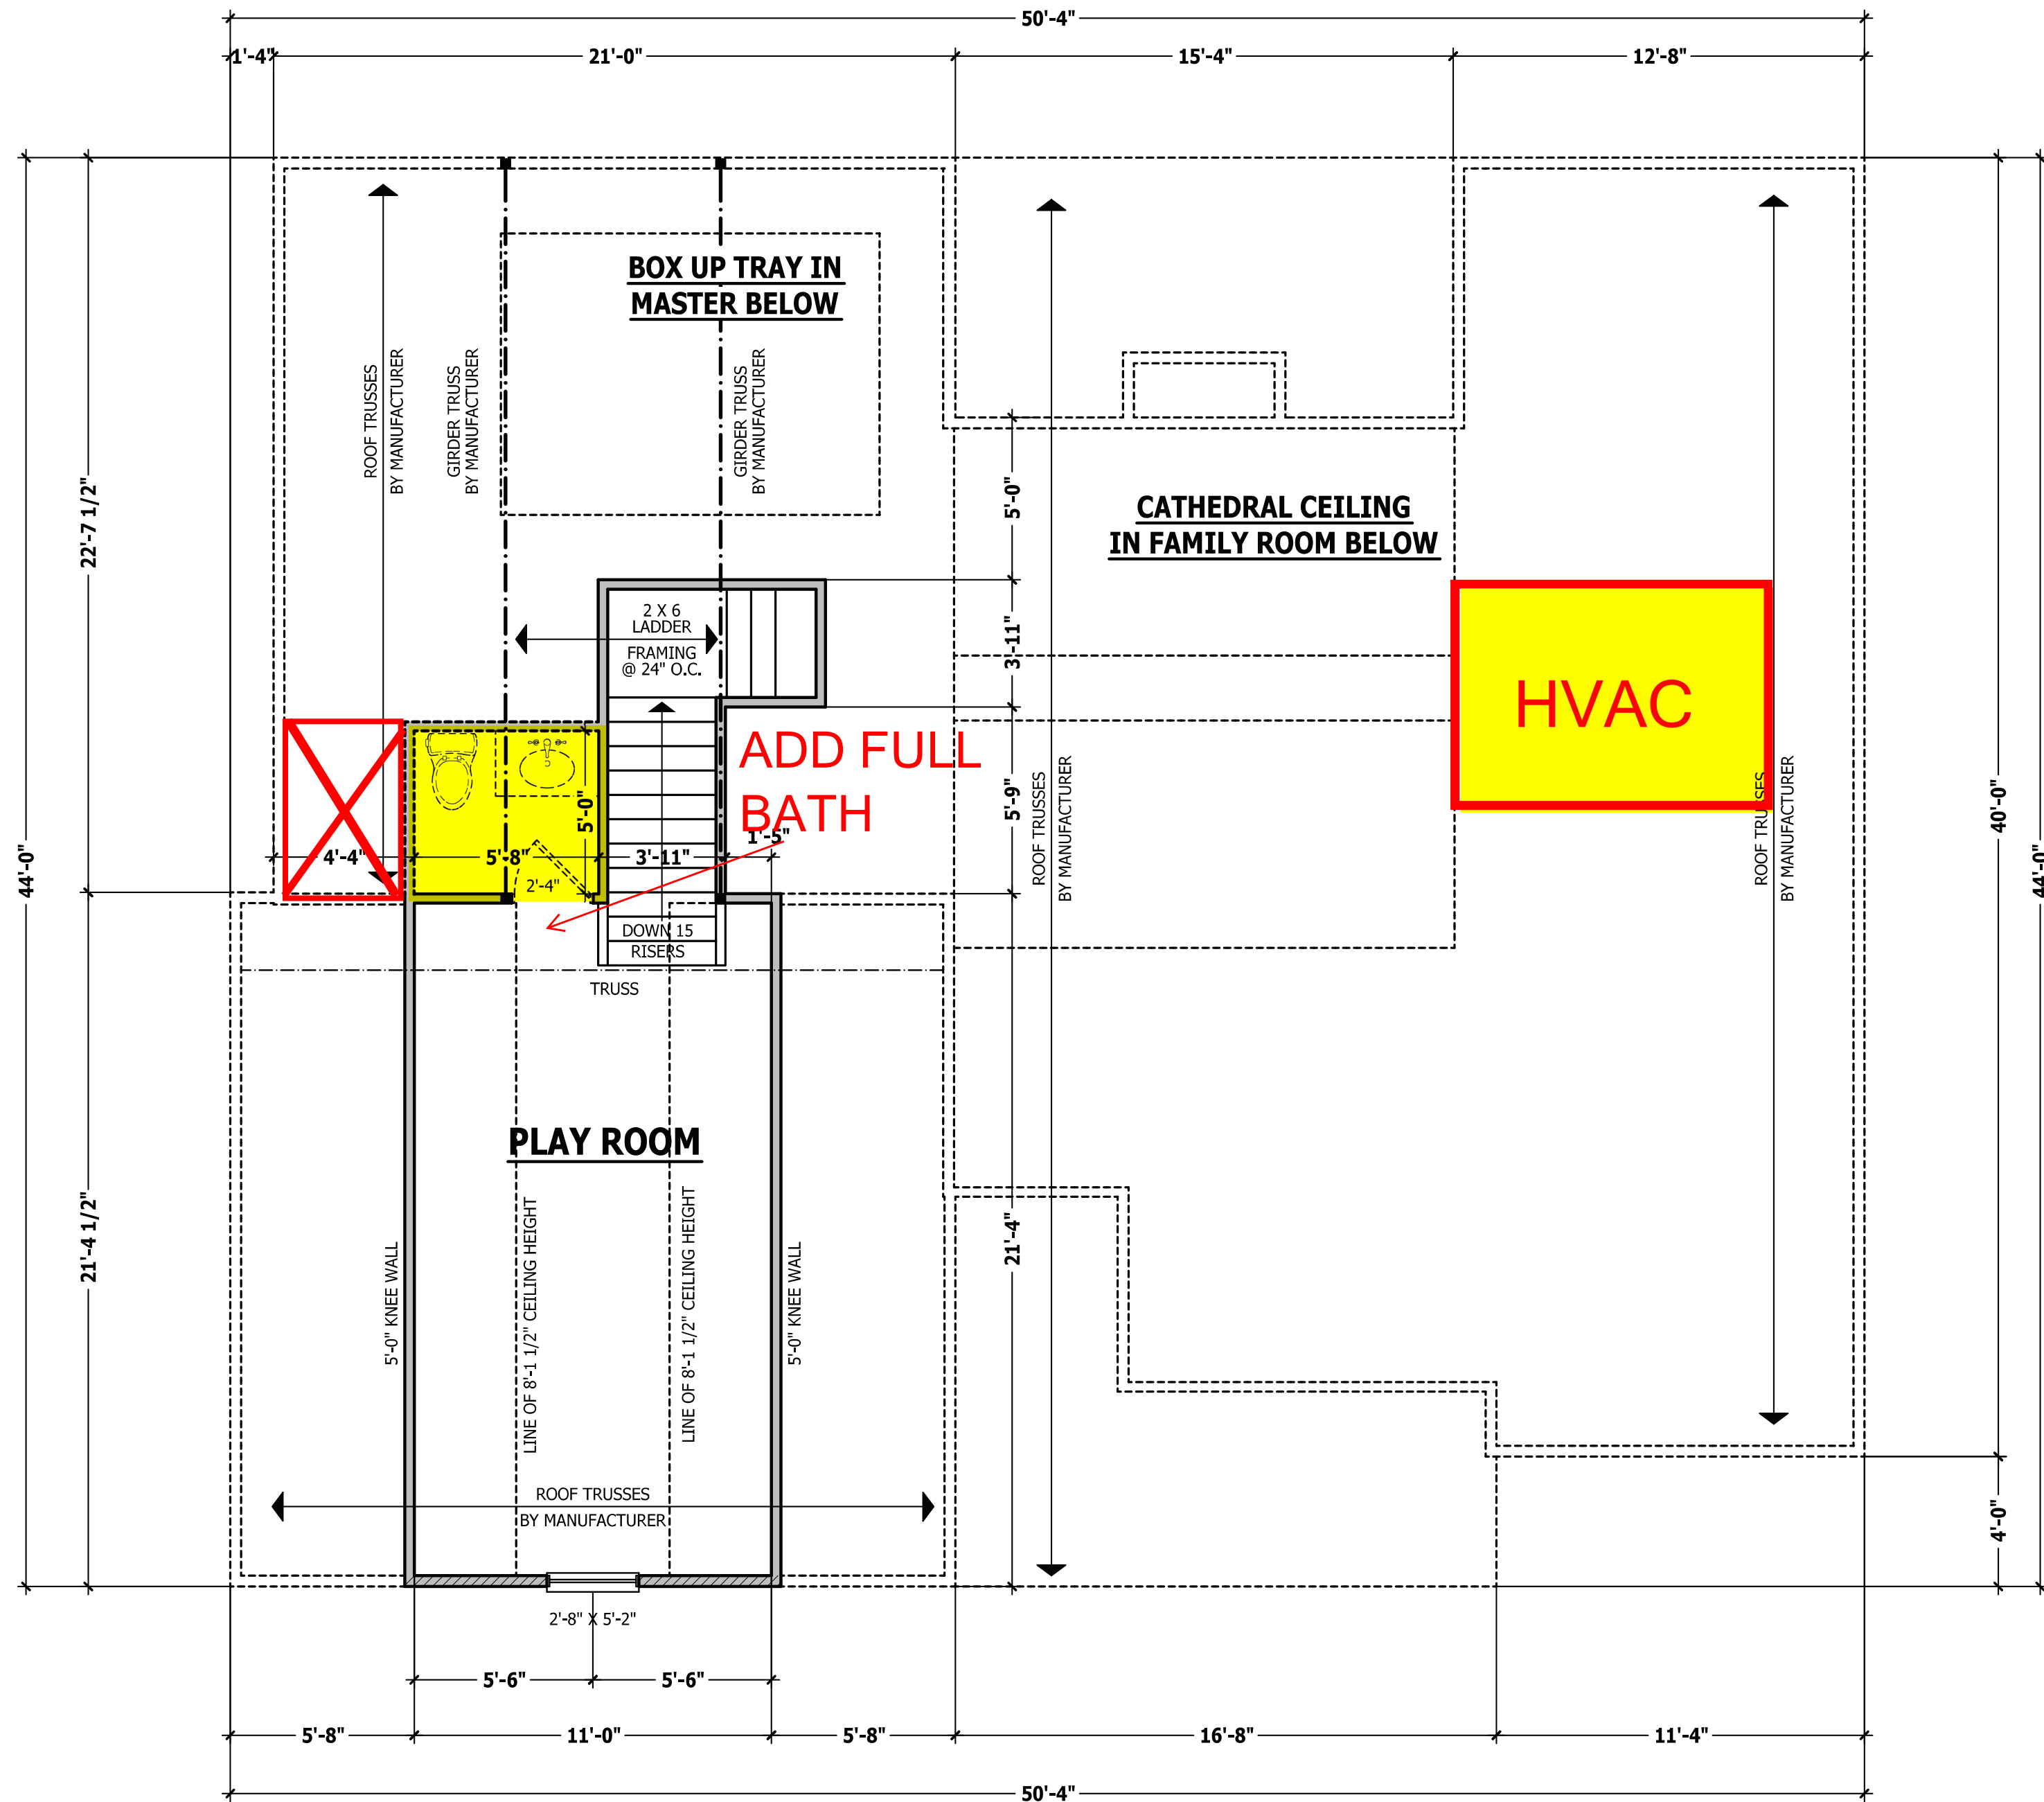 50'-4"
1'-4"
21'-0"
15'-4"
12'-8"
BOX UP TRAY IN
MASTER BELOW
ROOF TRUSSES
BY MANUFACTURER
GIRDER TRUSS
BY MANUFACTURER
GIRDER TRUSS
BY MANUFACTURER
22'-7 1/2"
5'-0"
CATHEDRAL CEILING
IN FAMILY ROOM BELOW
2 X 6
LADDER
FRAMING
@ 24" O.C.
3'-11"
HVAC
ADD FULL
BATH
5'-9"
5'-0"
ROOF TRUSSES
BY MANUFACTURER
ROOF TRUSSES
BY MANUFACTURER
40'-0"
44'-0"
44'-0"
4'-4"
5'-8"
3'-11"
1'-5"
2'-4"
DOWN 15
RISERS
TRUSS
PLAY ROOM
21'-4 1/2"
21'-4"
5'-0" KNEE WALL
LINE OF 8'-1 1/2" CEILING HEIGHT
LINE OF 8'-1 1/2" CEILING HEIGHT
5'-0" KNEE WALL
ROOF TRUSSES
BY MANUFACTURER
4'-0"
2'-8" X 5'-2"
5'-6"
5'-6"
5'-8"
11'-0"
5'-8"
16'-8"
11'-4"
50'-4"